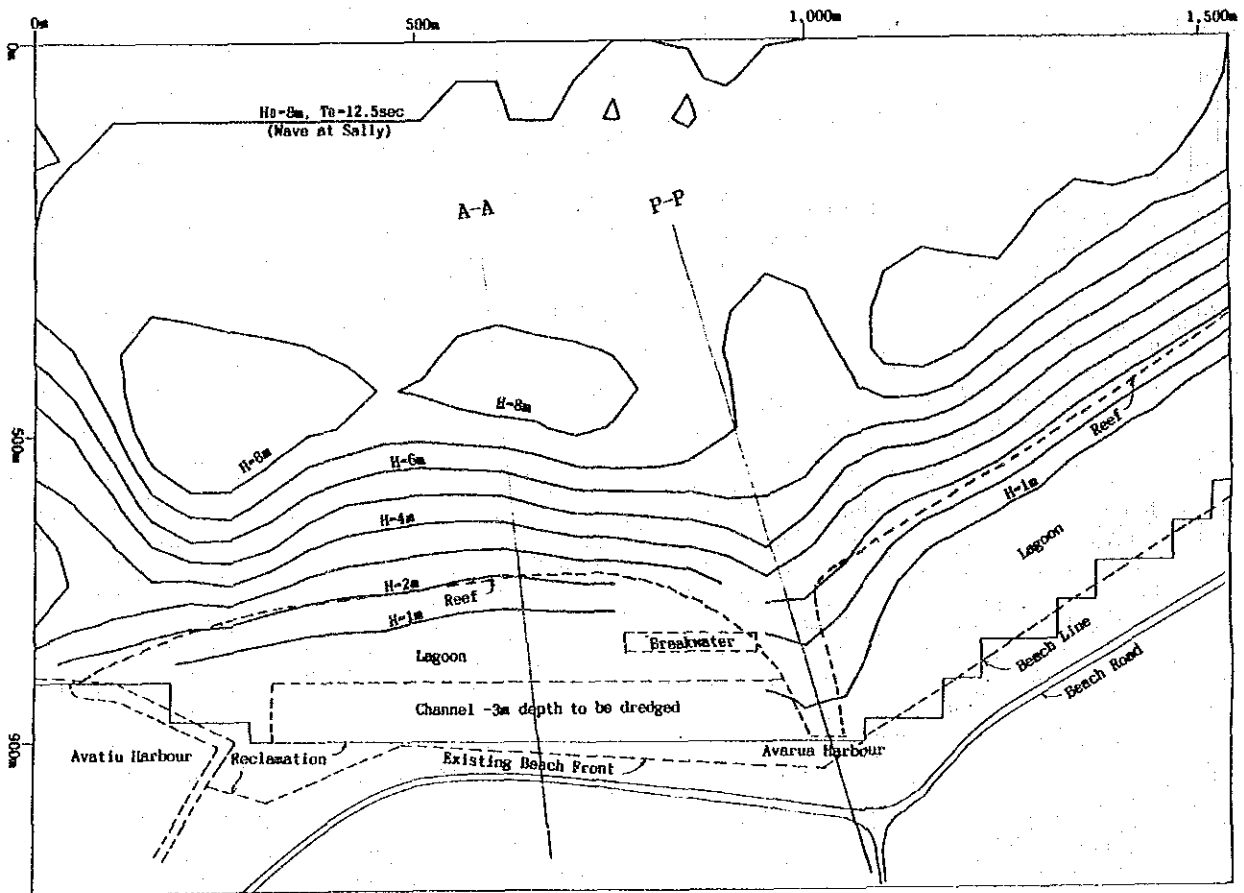 0m
500m
1,000m
1,500m
0m
H0=8m, T0=12.5sec
(Wave at Sally)
A-A
P-P
H=8m
500m
H=8m
H=6m
Reef
H=4m
H=1m
Lagoon
H=2m
Reef
H=1m
Breakwater
Lagoon
Beach Line
Beach Road
Channel -3m depth to be dredged
900m
Avatiu Harbour
Reclamation
Existing Beach Front
Avarua Harbour